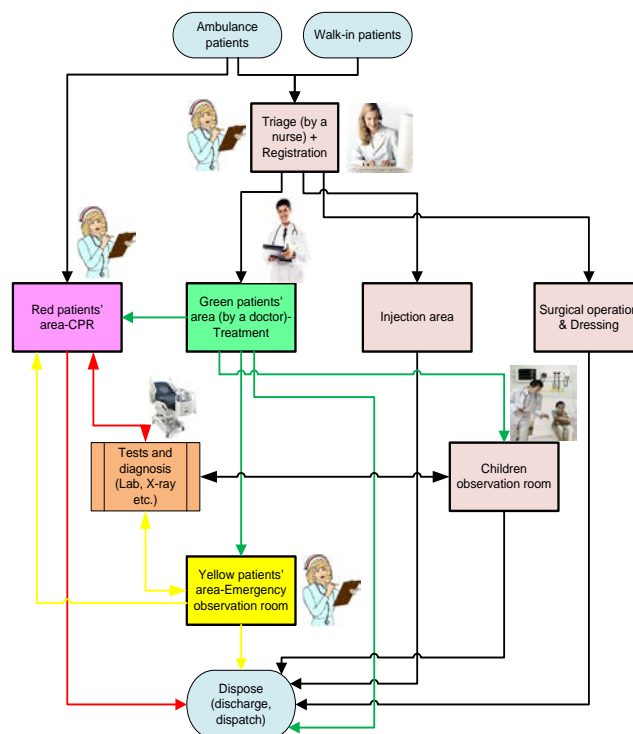 Ambulance
patients
Walk-in patients
Triage (by a
nurse) +
Registration
Red patients'
area-CPR
Green patients'
area (by a doctor)-
Treatment
Injection area
Surgical operation
& Dressing
Tests and
diagnosis
(Lab, X-ray
etc.)
Children
observation room
Yellow patients'
area-Emergency
observation room
Dispose
(discharge,
dispatch)